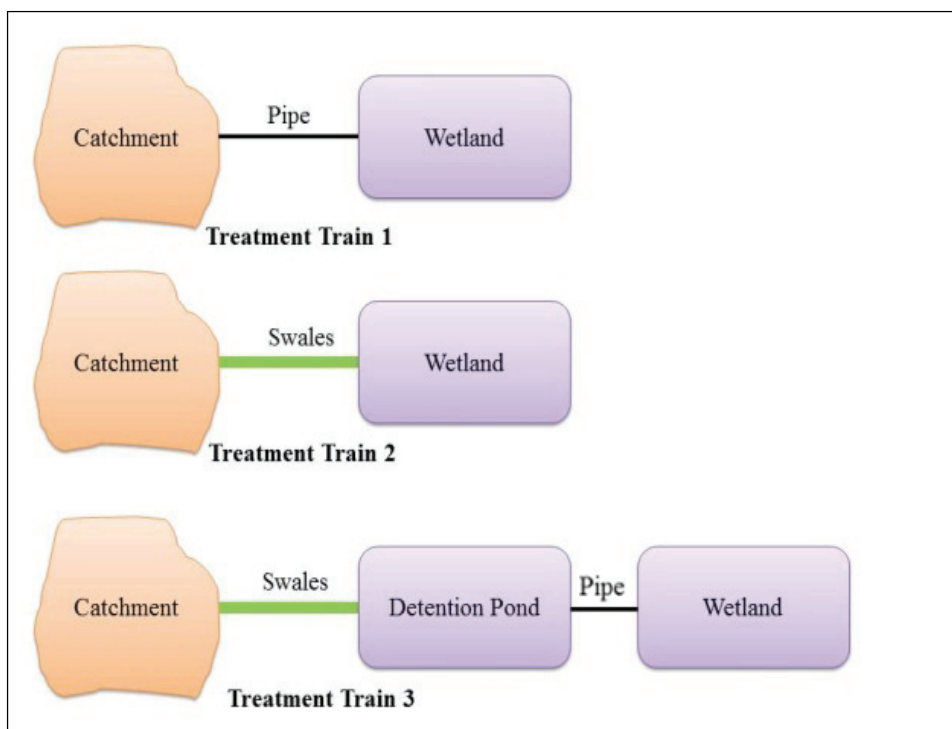 Catchment
Pipe
Wetland
Treatment Train 1
Catchment
Swales
Wetland
Treatment Train 2
Catchment
Swales
Detention Pond
Pipe
Wetland
Treatment Train 3